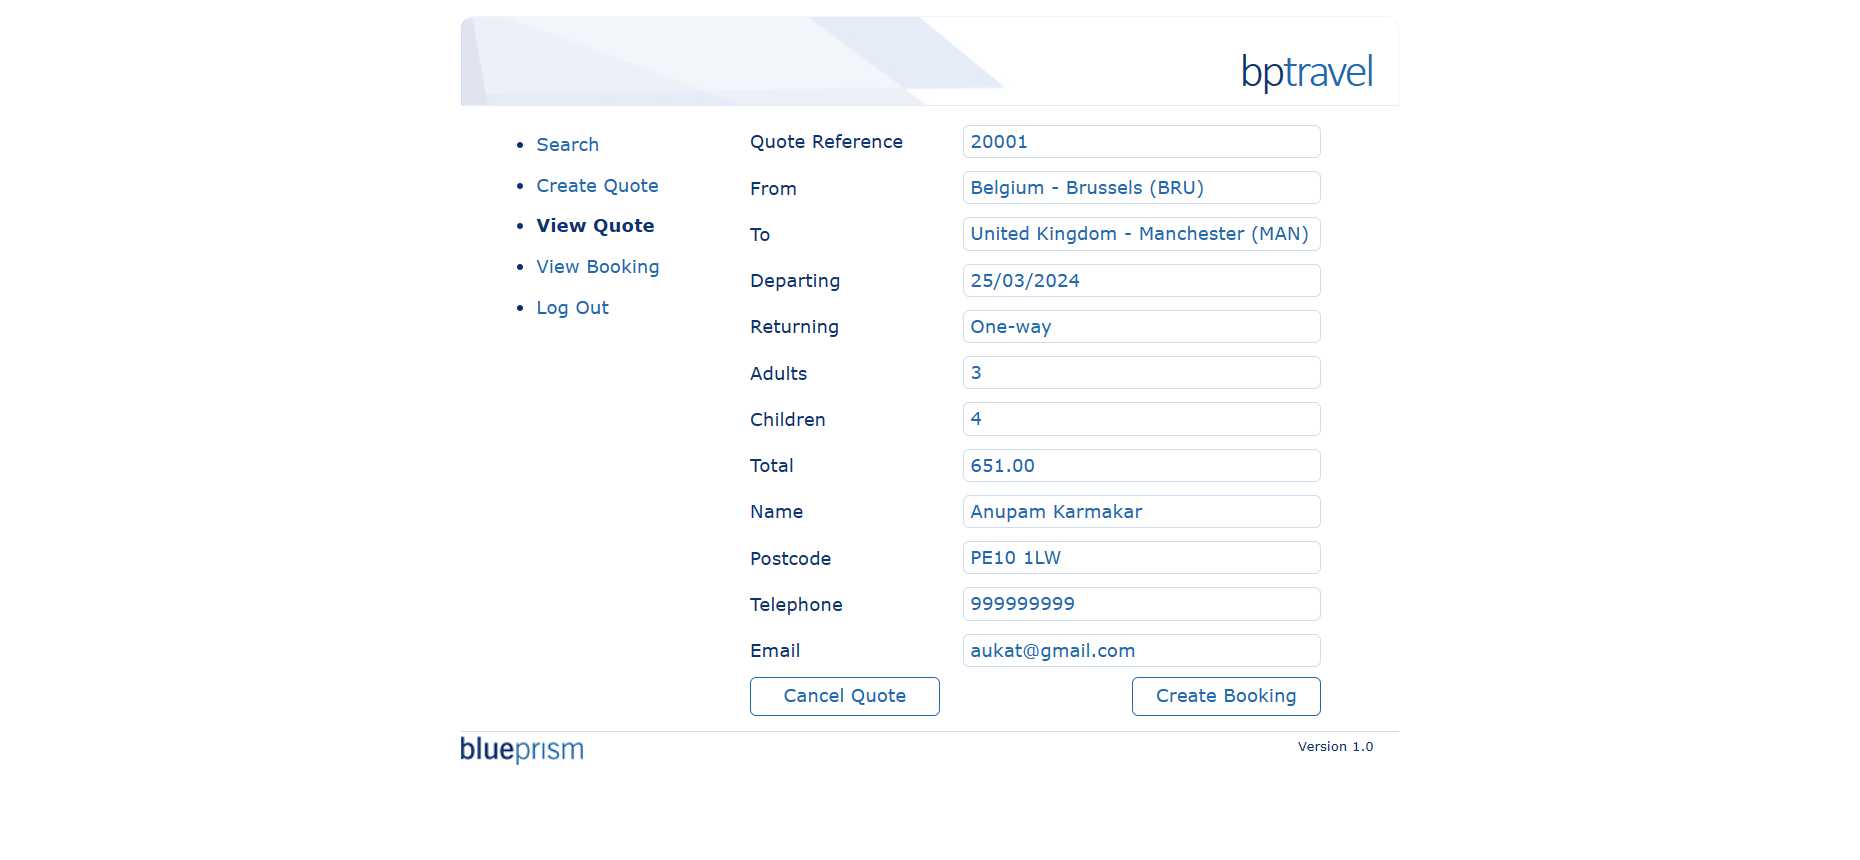 bptravel
Search
Create Quote
View Quote
View Booking
Log Out
Quote Reference 20001
From Belgium - Brussels (BRU)
To United Kingdom - Manchester (MAN)
Departing 25/03/2024
Returning One-way
Adults 3
Children 4
Total 651.00
Name Anupam Karmakar
Postcode PE10 1LW
Telephone 999999999
Email aukat@gmail.com
Cancel Quote Create Booking
blueprism Version 1.0